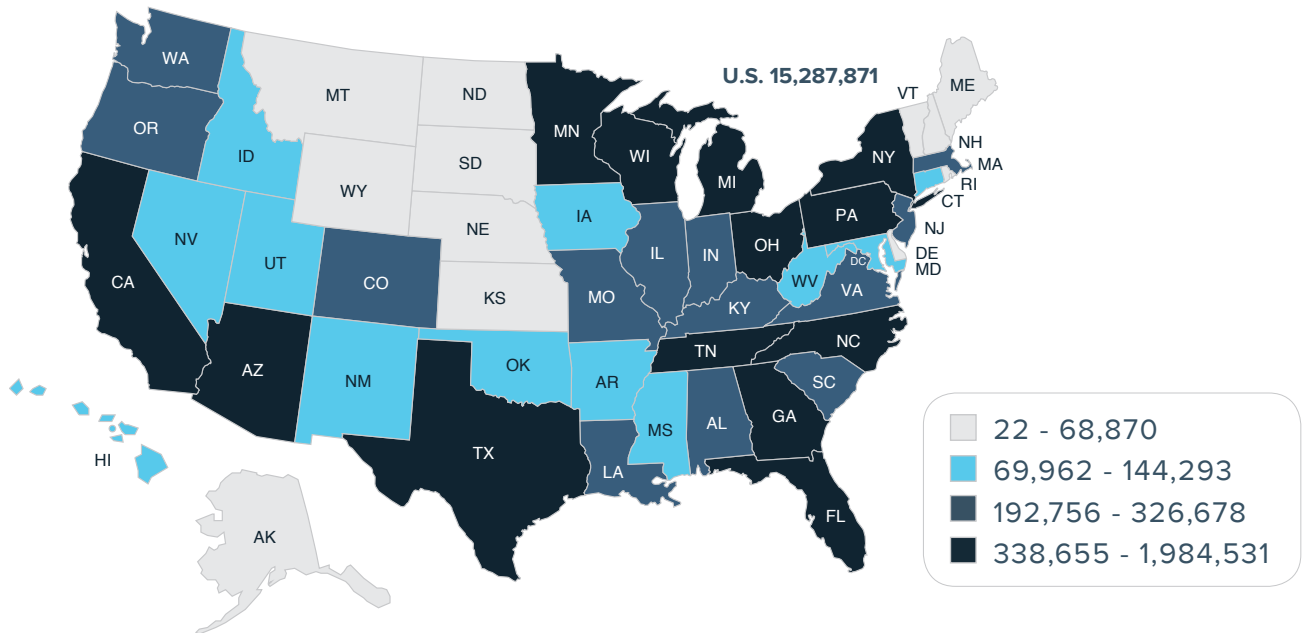 U.S. 15,287,871
WA
OR
ID
MT
ND
SD
WY
NE
NV
UT
CO
KS
CA
AZ
NM
OK
TX
MN
WI
IA
IL
MO
AR
LA
MI
IN
OH
KY
TN
MS
AL
GA
FL
SC
NC
VA
WV
DC
PA
NY
VT
ME
NH
MA
RI
CT
NJ
DE
MD
HI
AK
22 - 68,870
69,962 - 144,293
192,756 - 326,678
338,655 - 1,984,531